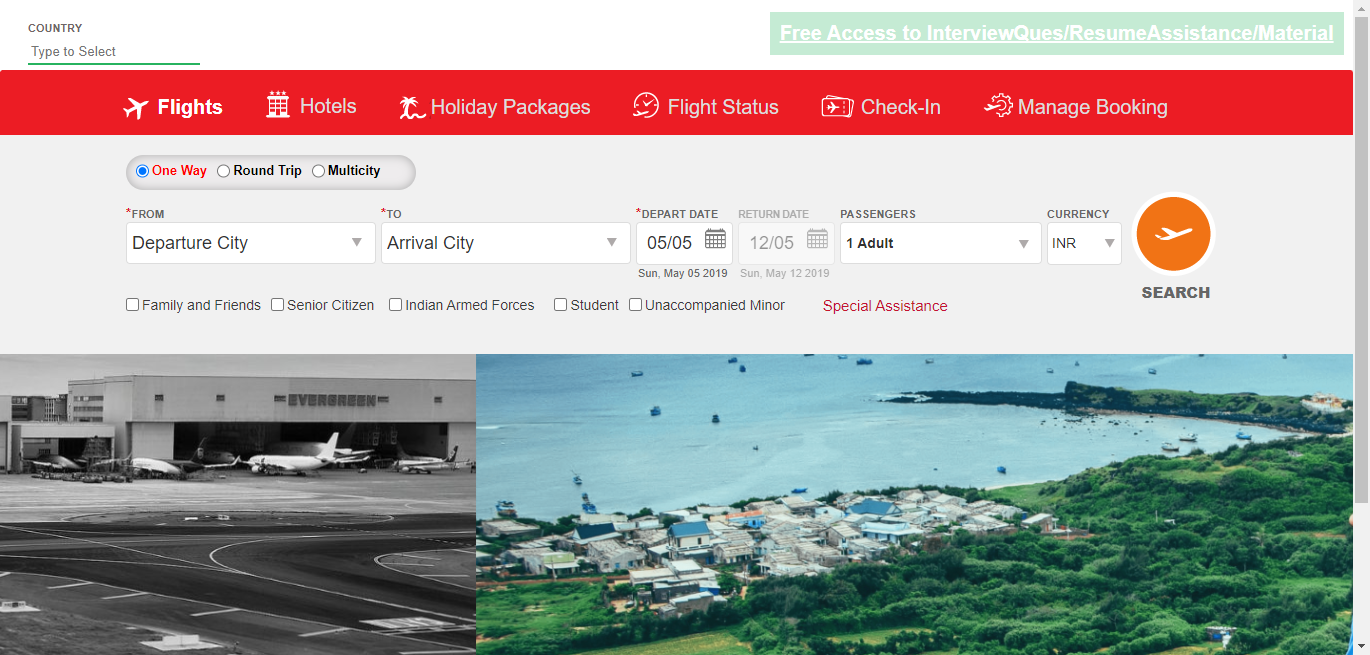 COUNTRY
Type to Select
Free Access to InterviewQues/ResumeAssistance/Material
Flights Hotels Holiday Packages Flight Status Check-In Manage Booking
One Way Round Trip Multicity
*FROM *TO *DEPART DATE RETURN DATE PASSENGERS CURRENCY
Departure City Arrival City 05/05 12/05 1 Adult INR
Sun, May 05 2019 Sun, May 12 2019
SEARCH
Family and Friends Senior Citizen Indian Armed Forces Student Unaccompanied Minor Special Assistance
EVERGREEN